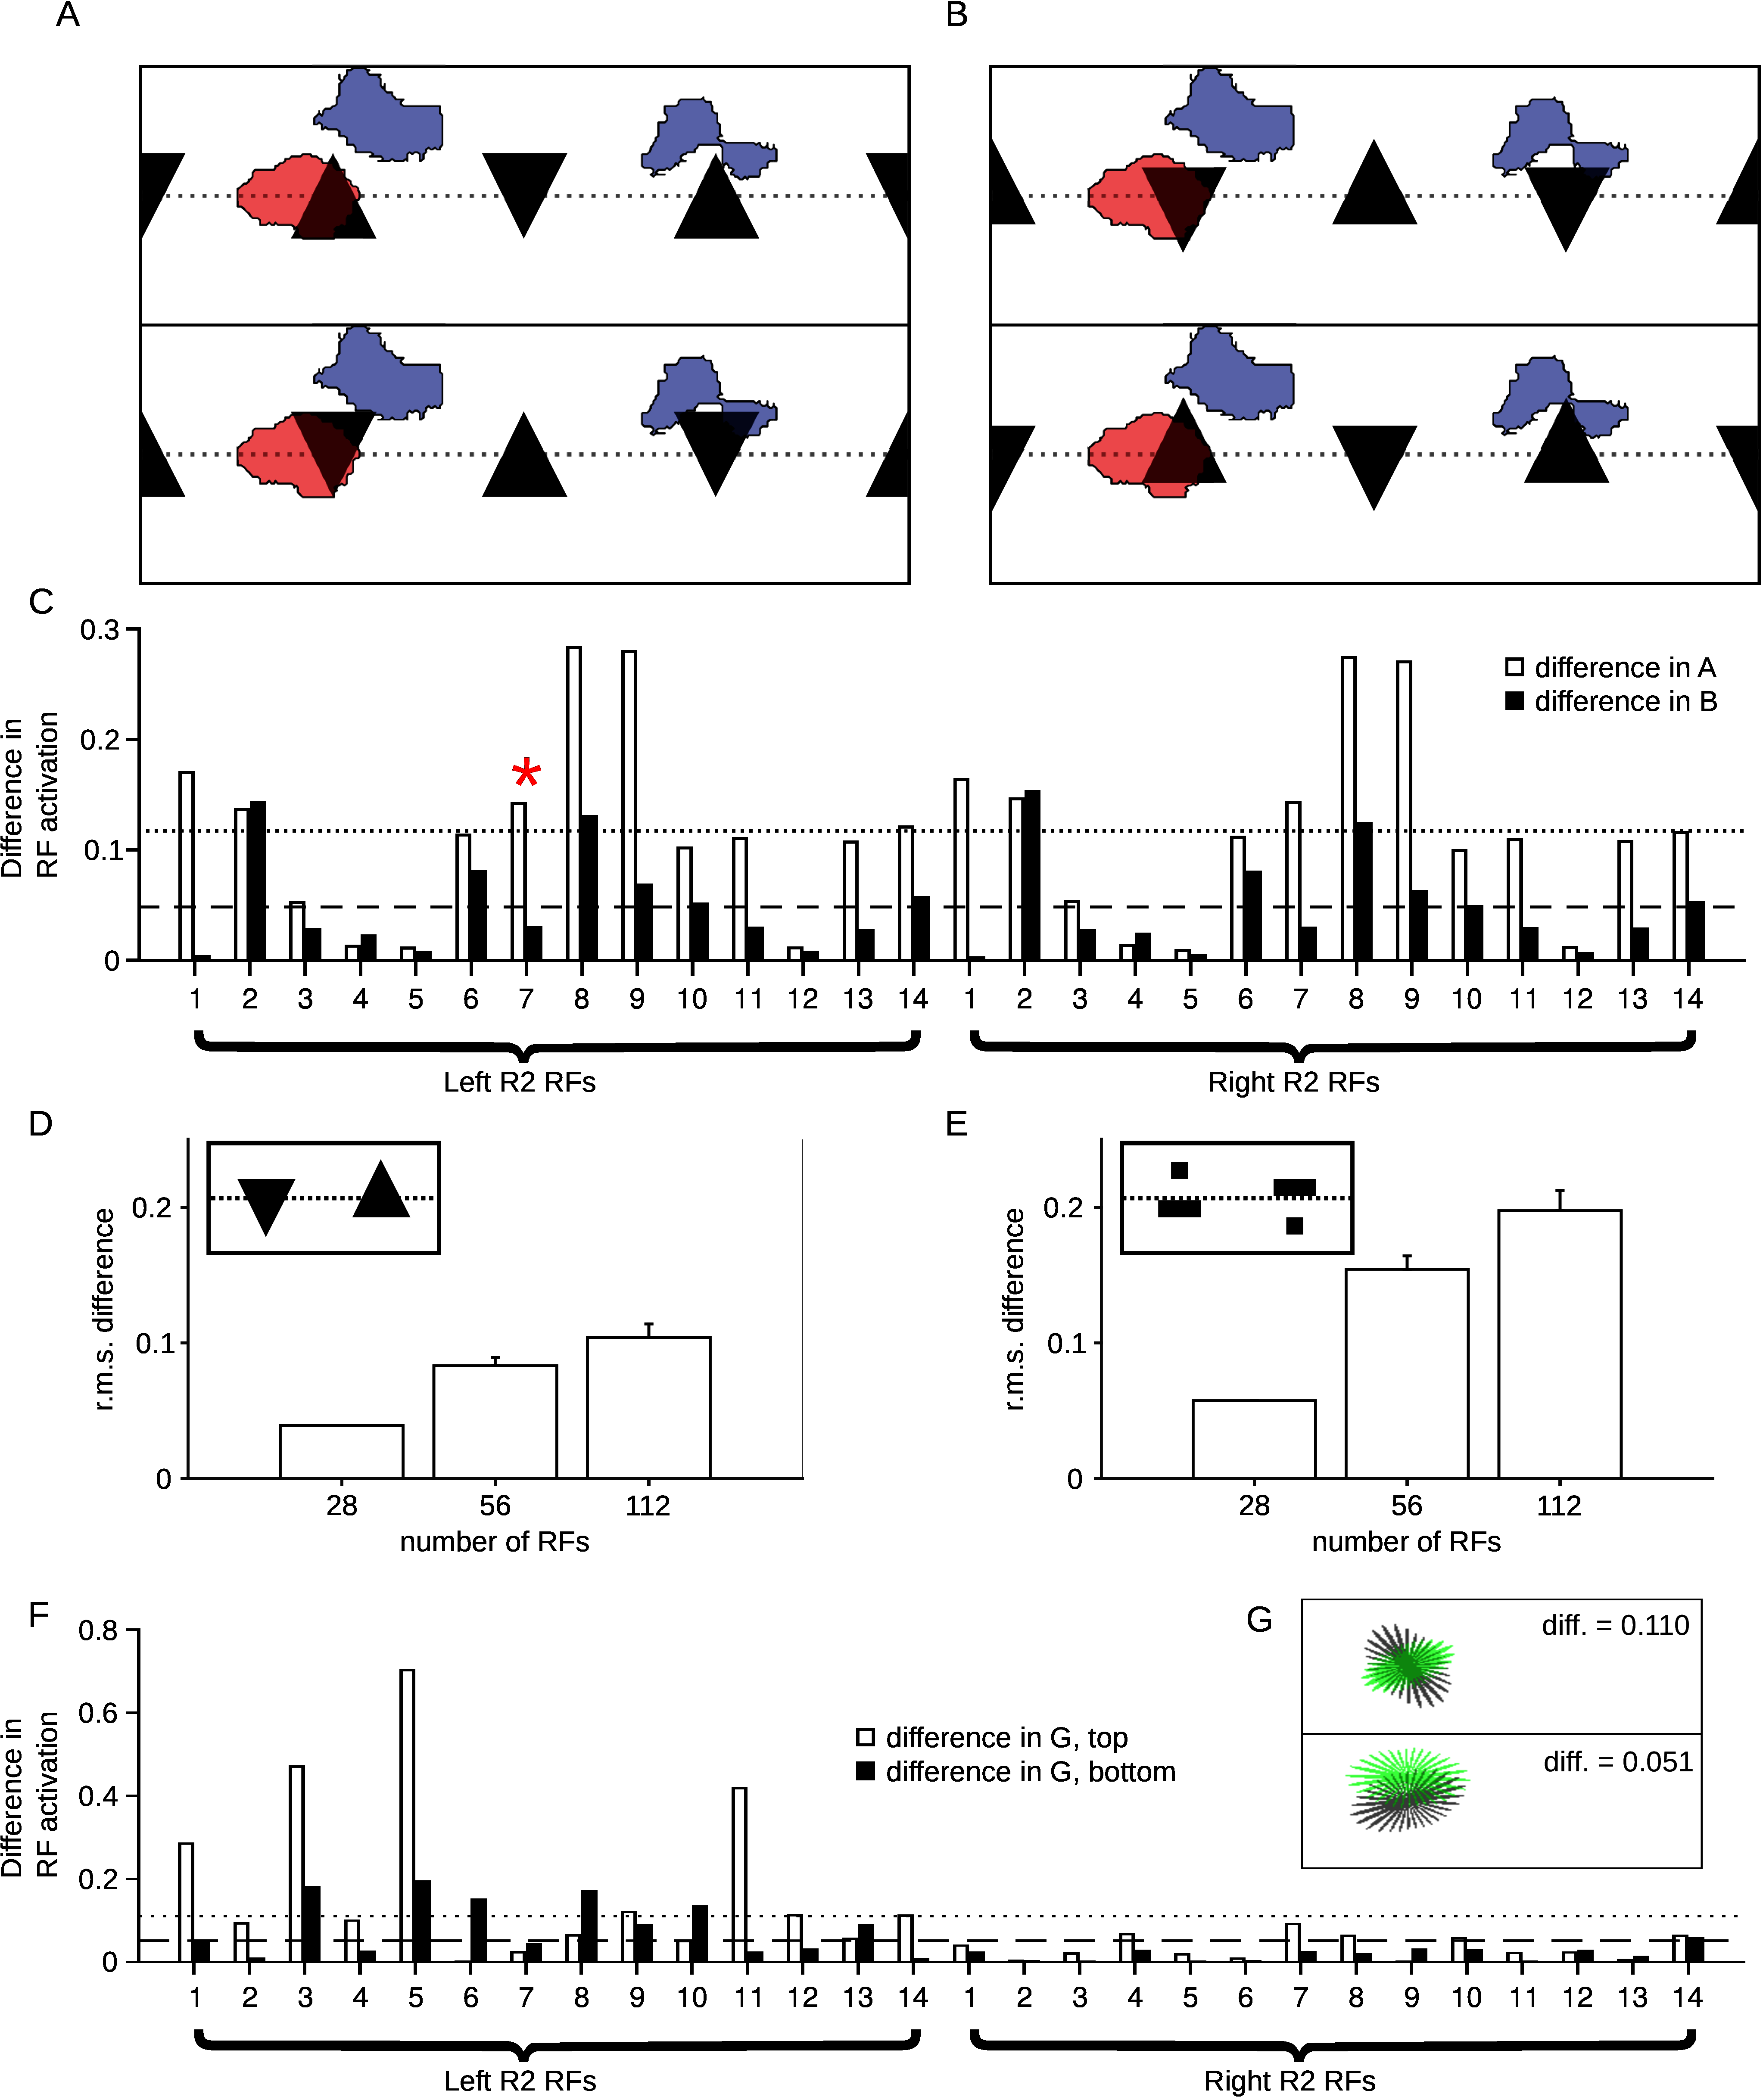 A
B
C
0.3
0.2
0.1
0
Difference in
RF activation
*
difference in A
difference in B
1 2 3 4 5 6 7 8 9 10 11 12 13 14 1 2 3 4 5 6 7 8 9 10 11 12 13 14
Left R2 RFs
Right R2 RFs
D
0.2
0.1
0
r.m.s. difference
28 56 112
number of RFs
E
0.2
0.1
0
r.m.s. difference
28 56 112
number of RFs
F
0.8
0.6
0.4
0.2
0
Difference in
RF activation
difference in G, top
difference in G, bottom
G
diff. = 0.110
diff. = 0.051
1 2 3 4 5 6 7 8 9 10 11 12 13 14 1 2 3 4 5 6 7 8 9 10 11 12 13 14
Left R2 RFs
Right R2 RFs